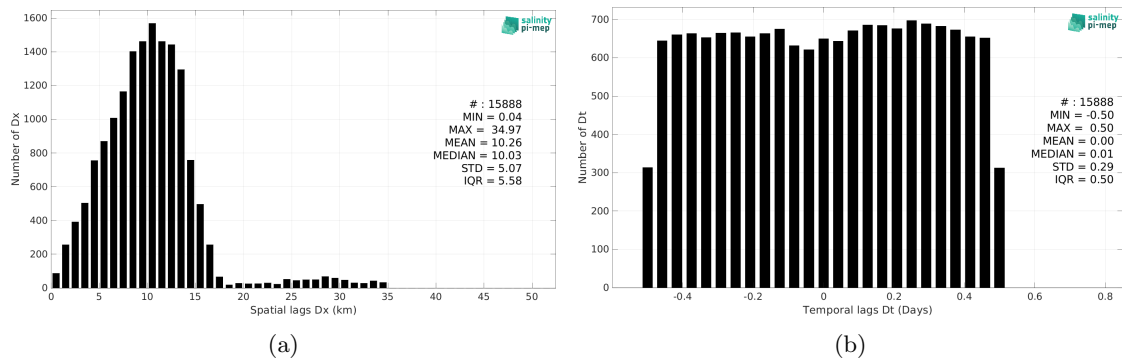 1600
1400
1200
1000
800
600
400
200
0
Number of Dx
0 5 10 15 20 25 30 35 40 45 50
Spatial lags Dx (km)
salinity
pi-mep
# : 15888
MIN = 0.04
MAX = 34.97
MEAN = 10.26
MEDIAN = 10.03
STD = 5.07
IQR = 5.58
(a)
700
600
500
400
300
200
100
0
Number of Dt
-0.4 -0.2 0 0.2 0.4 0.6 0.8
Temporal lags Dt (Days)
salinity
pi-mep
# : 15888
MIN = -0.50
MAX = 0.50
MEAN = 0.00
MEDIAN = 0.01
STD = 0.29
IQR = 0.50
(b)